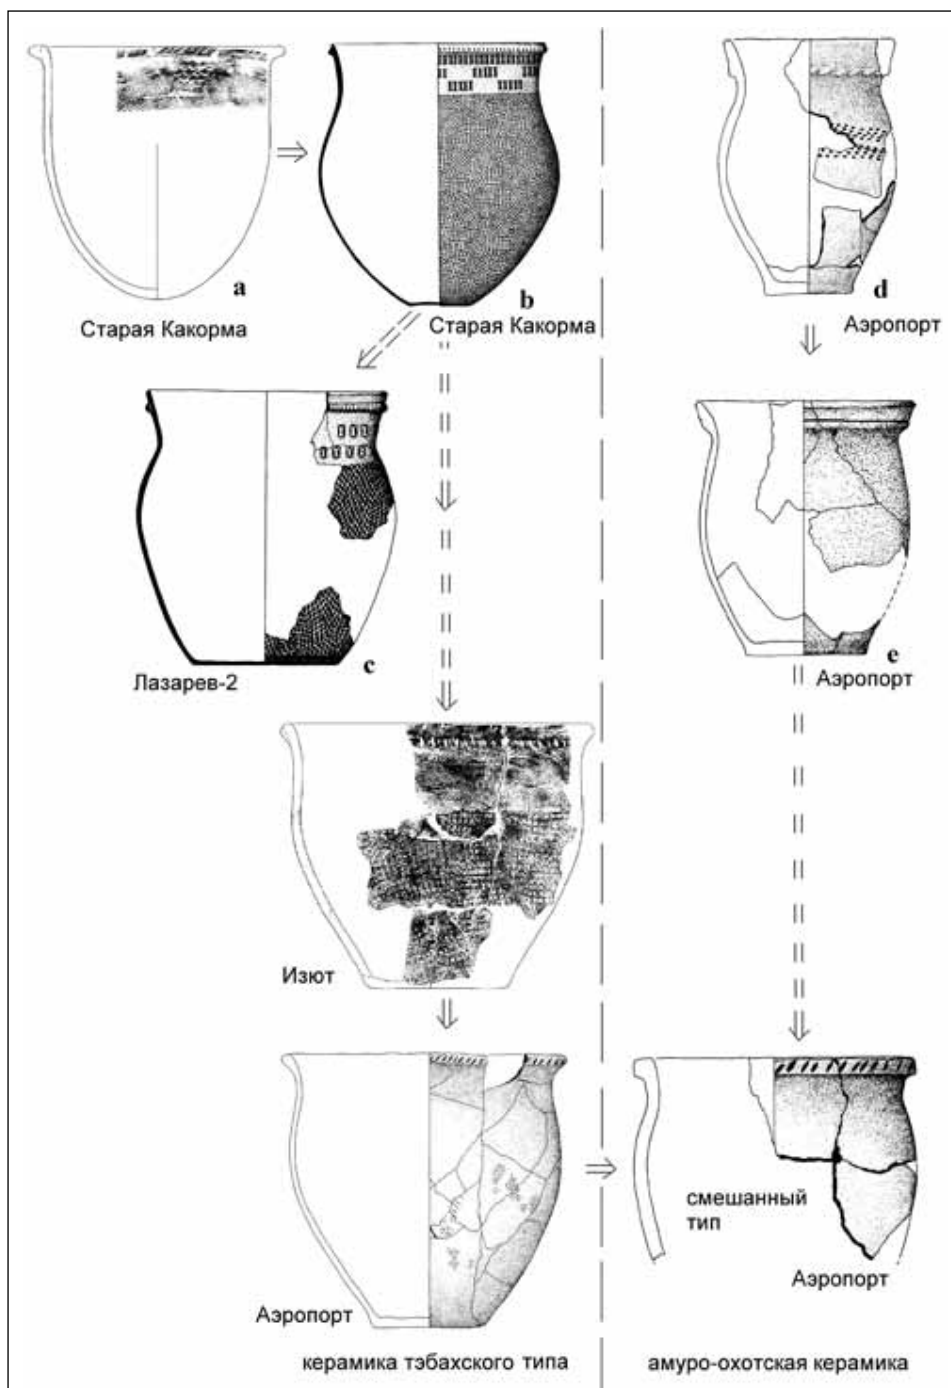 a
Старая Какорма
b
Старая Какорма
d
Аэропорт
c
Лазарев-2
e
Аэропорт
Изют
Аэропорт
смешанный
тип
Аэропорт
керамика тэбахского типа
амуро-охотская керамика